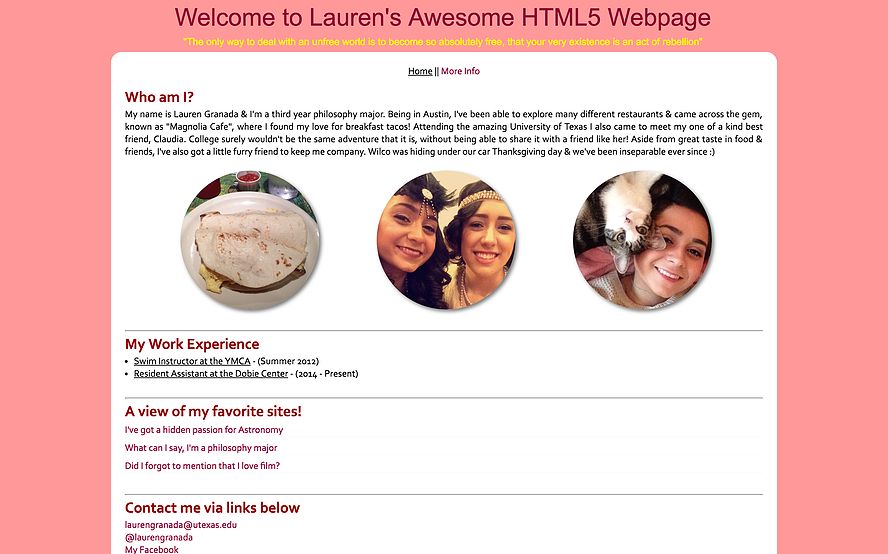 Welcome to Lauren's Awesome HTML5 Webpage
"The only way to deal with an unfree world is to become so absolutely free, that your very existence is an act of rebellion"
Home || More Info
Who am I?
My name is Lauren Granada & I'm a third year philosophy major. Being in Austin, I've been able to explore many different restaurants & came across the gem,
known as "Magnolia Cafe", where I found my love for breakfast tacos! Attending the amazing University of Texas I also came to meet my one of a kind best
friend, Claudia. College surely wouldn't be the same adventure that it is, without being able to share it with a friend like her! Aside from great taste in food &
friends, I've also got a little furry friend to keep me company. Wilco was hiding under our car Thanksgiving day & we've been inseparable ever since :)
My Work Experience
• Swim Instructor at the YMCA - (Summer 2012)
• Resident Assistant at the Dobie Center - (2014 - Present)
A view of my favorite sites!
I've got a hidden passion for Astronomy
What can I say, I'm a philosophy major
Did I forgot to mention that I love film?
Contact me via links below
laurengranada@utexas.edu
@laurengranada
My Facebook